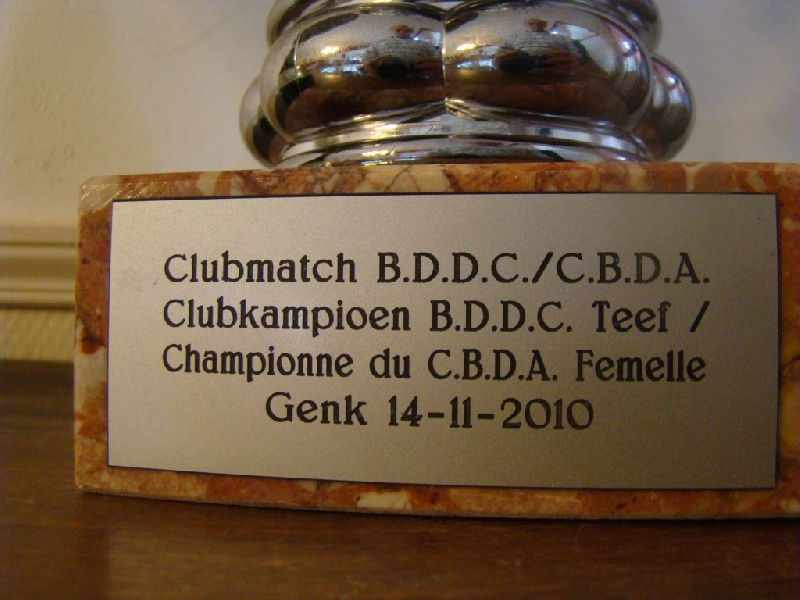 Clubmatch B.D.D.C./C.B.D.A.
Clubkampioen B.D.D.C. Teef /
Championne du C.B.D.A. Femelle
Genk 14-11-2010